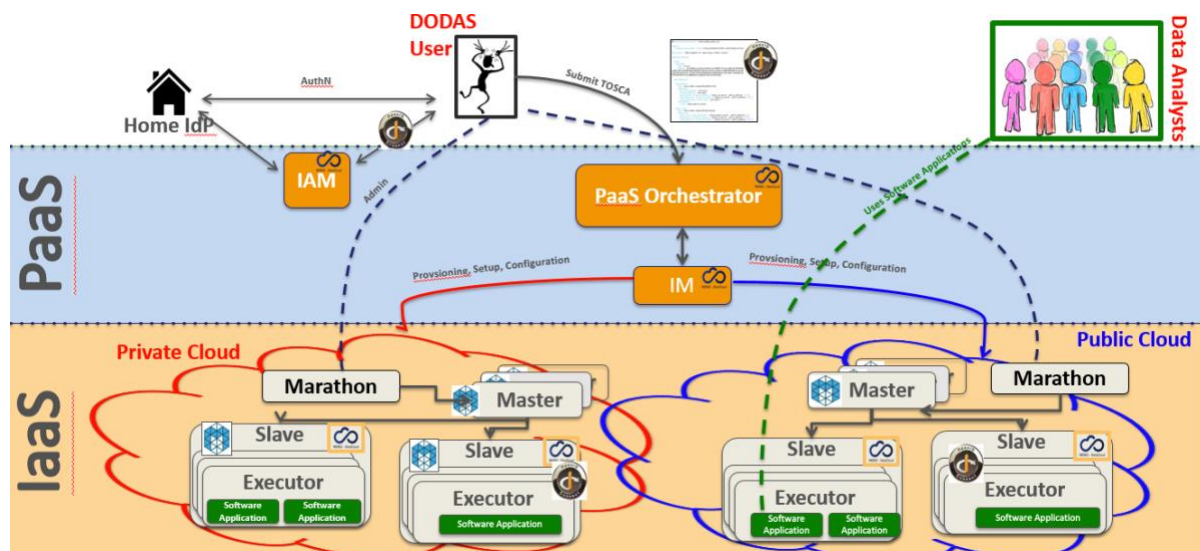 DODAS
User
Data Analysts
AuthN
Submit TOSCA
Home IdP
IAM
Admin
PaaS Orchestrator
Uses Software Applications
PaaS
Provsioning, Setup, Configuration
Provsioning, Setup, Configuration
IM
Private Cloud
Public Cloud
IaaS
Marathon
Master
Master
Marathon
Slave
Slave
Slave
Slave
Executor
Executor
Executor
Executor
Software
Application
Software
Application
Software Application
Software
Application
Software
Application
Software Application